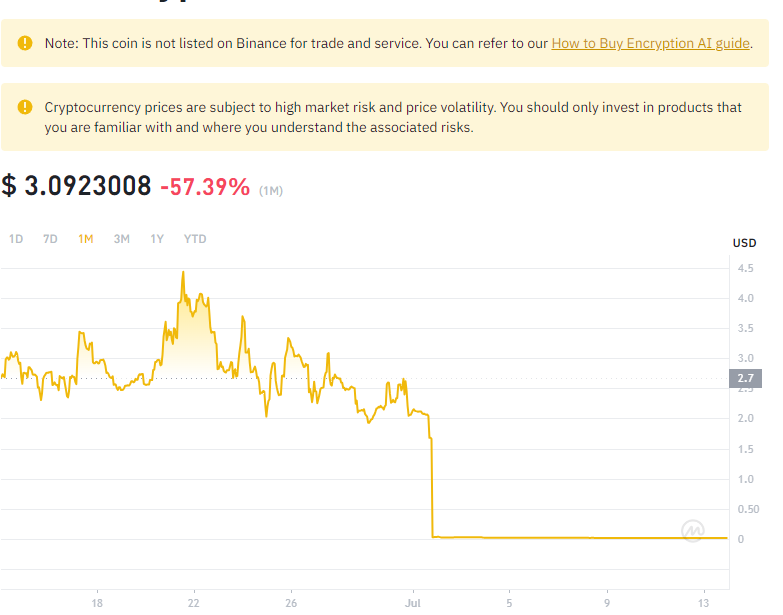 Note: This coin is not listed on Binance for trade and service. You can refer to our How to Buy Encryption AI guide.
Cryptocurrency prices are subject to high market risk and price volatility. You should only invest in products that
you are familiar with and where you understand the associated risks.
$ 3.0923008 -57.39% (1M)
1D 7D 1M 3M 1Y YTD
USD
4.5
4.0
3.5
3.0
2.7
2.5
2.0
1.5
1.0
0.50
0
18 22 26 Jul 5 9 13